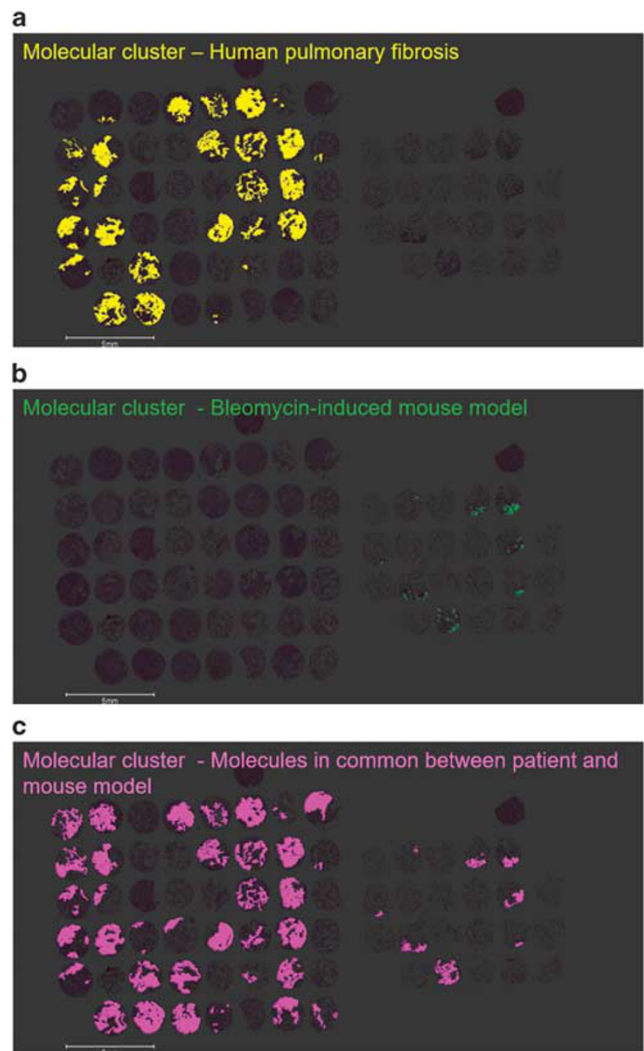 a
Molecular cluster – Human pulmonary fibrosis
5mm
b
Molecular cluster - Bleomycin-induced mouse model
5mm
c
Molecular cluster - Molecules in common between patient and
mouse model